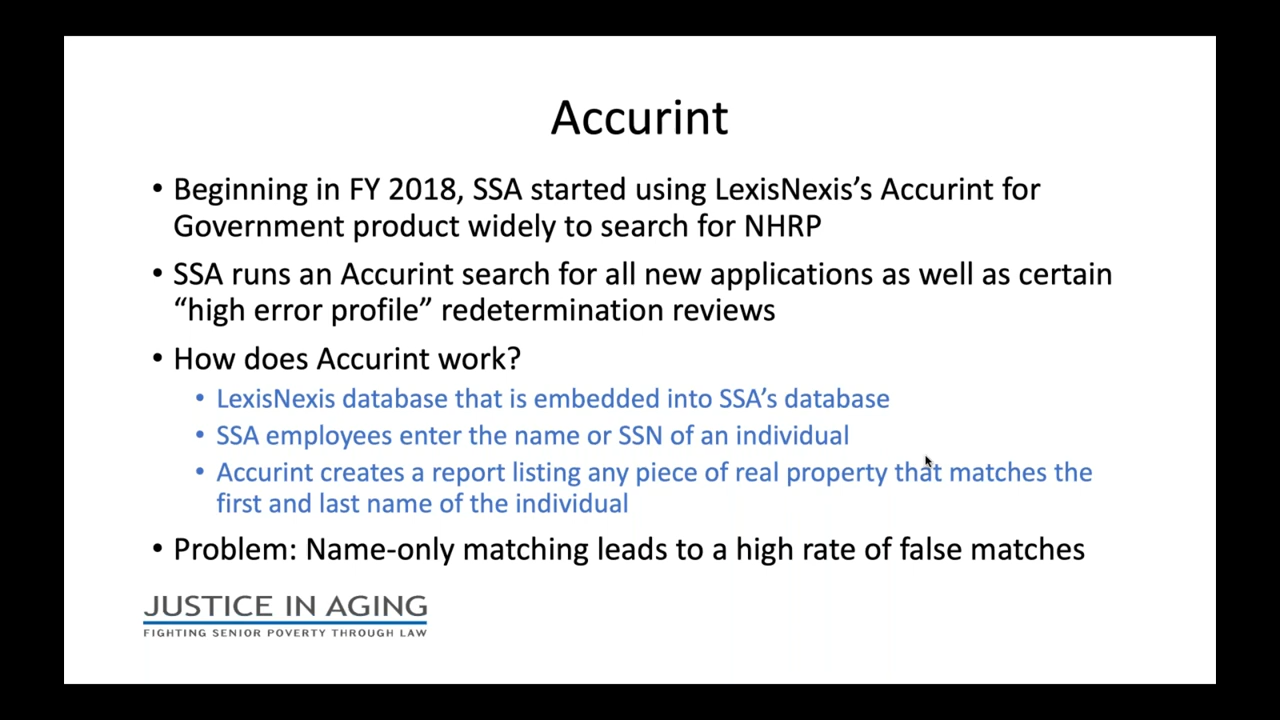 Accurint
• Beginning in FY 2018, SSA started using LexisNexis’s Accurint for
Government product widely to search for NHRP
• SSA runs an Accurint search for all new applications as well as certain
“high error profile” redetermination reviews
• How does Accurint work?
• LexisNexis database that is embedded into SSA’s database
• SSA employees enter the name or SSN of an individual
• Accurint creates a report listing any piece of real property that matches the
first and last name of the individual
• Problem: Name-only matching leads to a high rate of false matches
JUSTICE IN AGING
FIGHTING SENIOR POVERTY THROUGH LAW